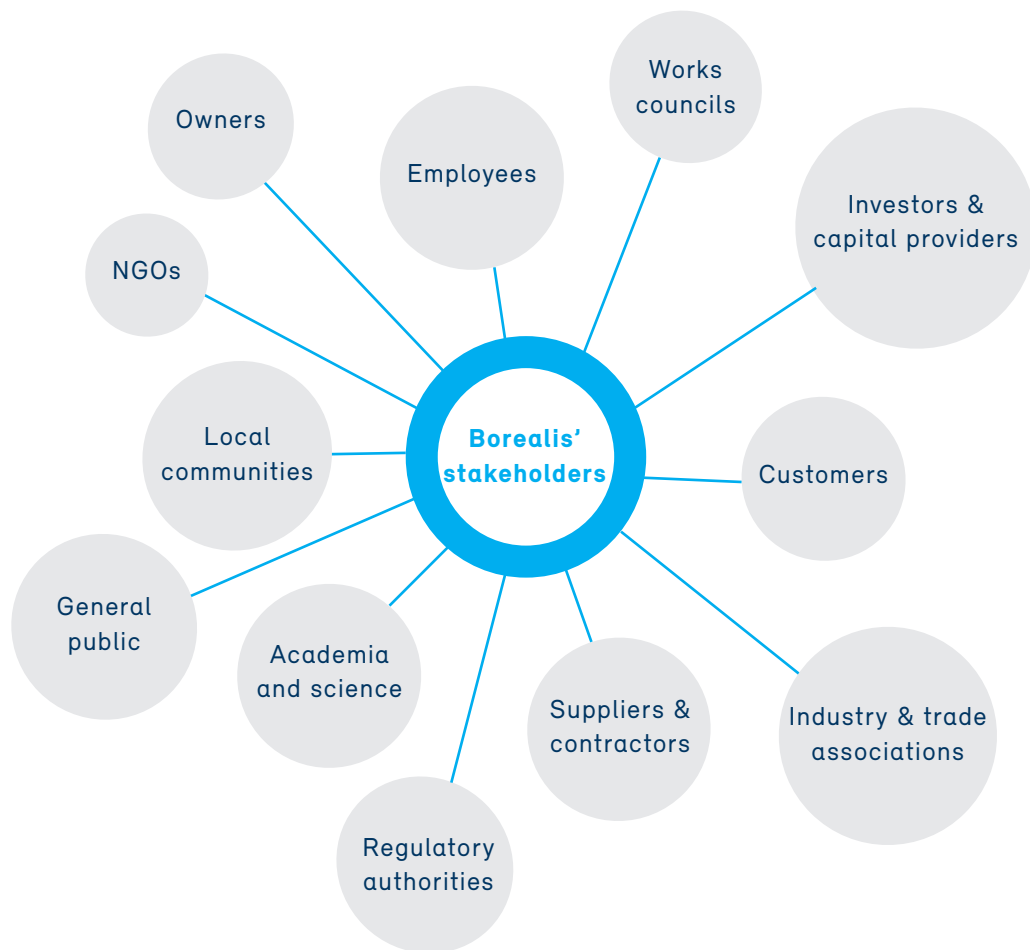 Works
councils
Owners
Employees
Investors &
capital providers
NGOs
Local
communities
Borealis’
stakeholders
Customers
General
public
Academia
and science
Suppliers &
contractors
Industry & trade
associations
Regulatory
authorities